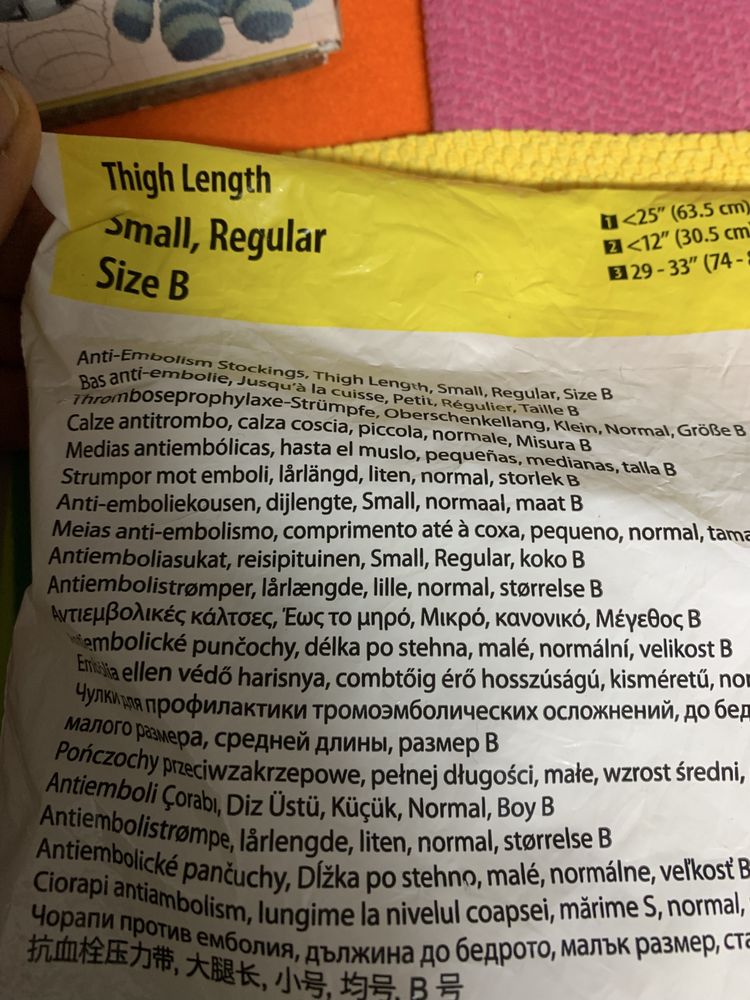 Thigh Length
Small, Regular
Size B
1 <25” (63.5 cm)
2 <12” (30.5 cm
3 29 - 33” (74 -
Anti-Embolism Stockings, Thigh Length, Small, Regular, Size B
Bas anti-embolie, Jusqu'à la cuisse, Petit, Régulier, Taille B
Thromboseprophylaxe-Strümpfe, Oberschenkellang, Klein, Normal, Größe B
Calze antitrombo, calza coscia, piccola, normale, Misura B
Medias antiembólicas, hasta el muslo, pequeñas, medianas, talla B
Strumpor mot emboli, lårlängd, liten, normal, storlek B
Anti-emboliekousen, dijlengte, Small, normaal, maat B
Meias anti-embolismo, comprimento até à coxa, pequeno, normal, tama
Antiemboliasukat, reisipituinen, Small, Regular, koko B
Antiembolistrømper, lårlængde, lille, normal, størrelse B
Αντιεμβολικές κάλτσες, Έως το μηρό, Μικρό, κανονικό, Μέγεθος B
embolické punčochy, délka po stehna, malé, normální, velikost B
Embólia ellen védő harisnya, combtőig érő hosszúságú, kisméretű, nor
Чулки для профилактики тромоэмболических осложнений, до бед
малого размера, средней длины, размер B
Pończochy przeciwzakrzepowe, pełnej długości, małe, wzrost średni,
Antiemboli Çorabı, Diz Üstü, Küçük, Normal, Boy B
Antiembolistrømpe, lårlengde, liten, normal, størrelse B
Antiembolické pančuchy, Dĺžka po stehno, malé, normálne, veľkosť B
Ciorapi antiambolism, lungime la nivelul coapsei, mărime S, normal,
Чорапи против емболия, дължина до бедрото, малък размер, ста
抗血栓压力带, 大腿长, 小号, 均号, B 号